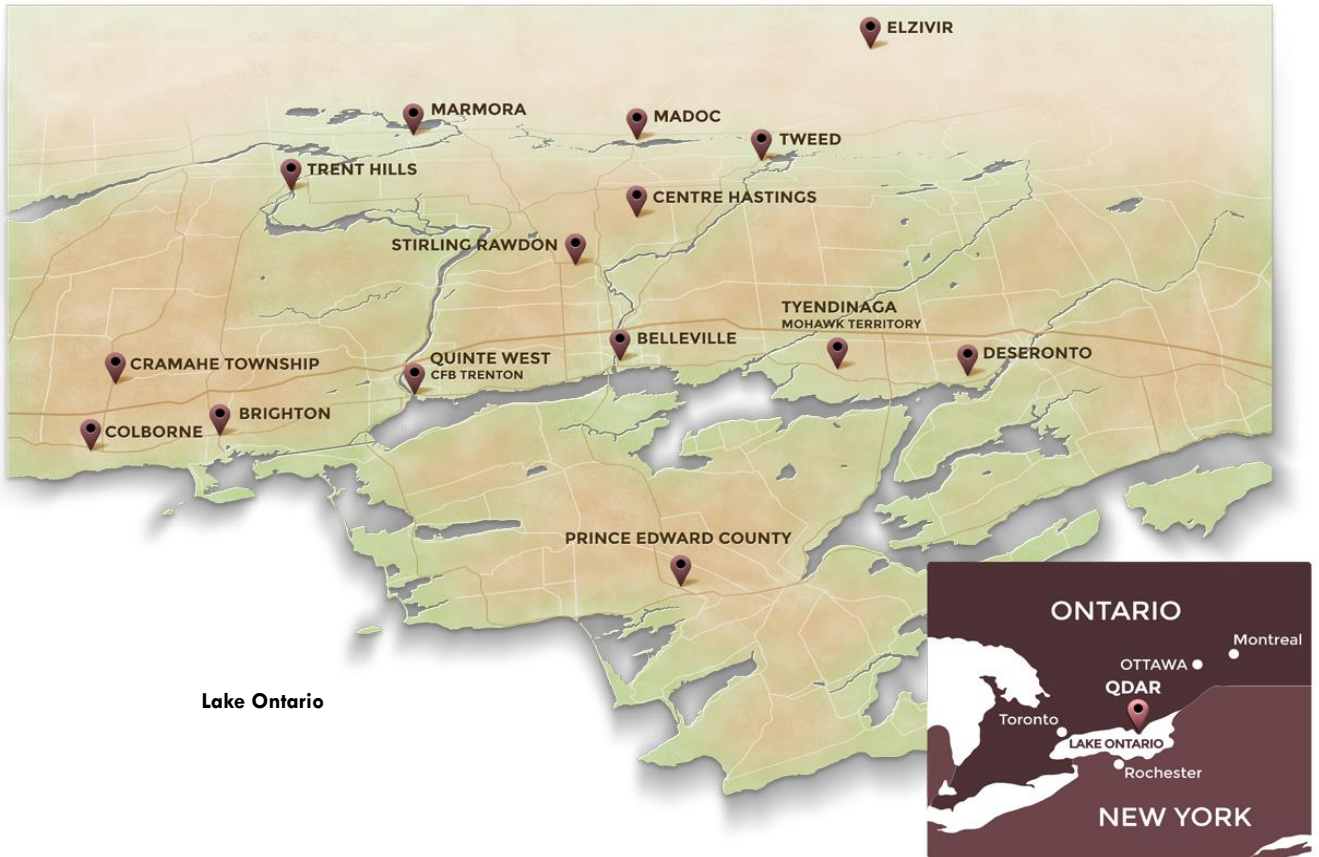 ELZIVIR
MARMORA
MADOC
TWEED
TRENT HILLS
CENTRE HASTINGS
STIRLING RAWDON
TYENDINAGA
MOHAWK TERRITORY
BELLEVILLE
DESERONTO
QUINTE WEST
CFB TRENTON
CRAMAHE TOWNSHIP
BRIGHTON
COLBORNE
PRINCE EDWARD COUNTY
Lake Ontario
ONTARIO
Montreal
OTTAWA
QDAR
Toronto
LAKE ONTARIO
Rochester
NEW YORK